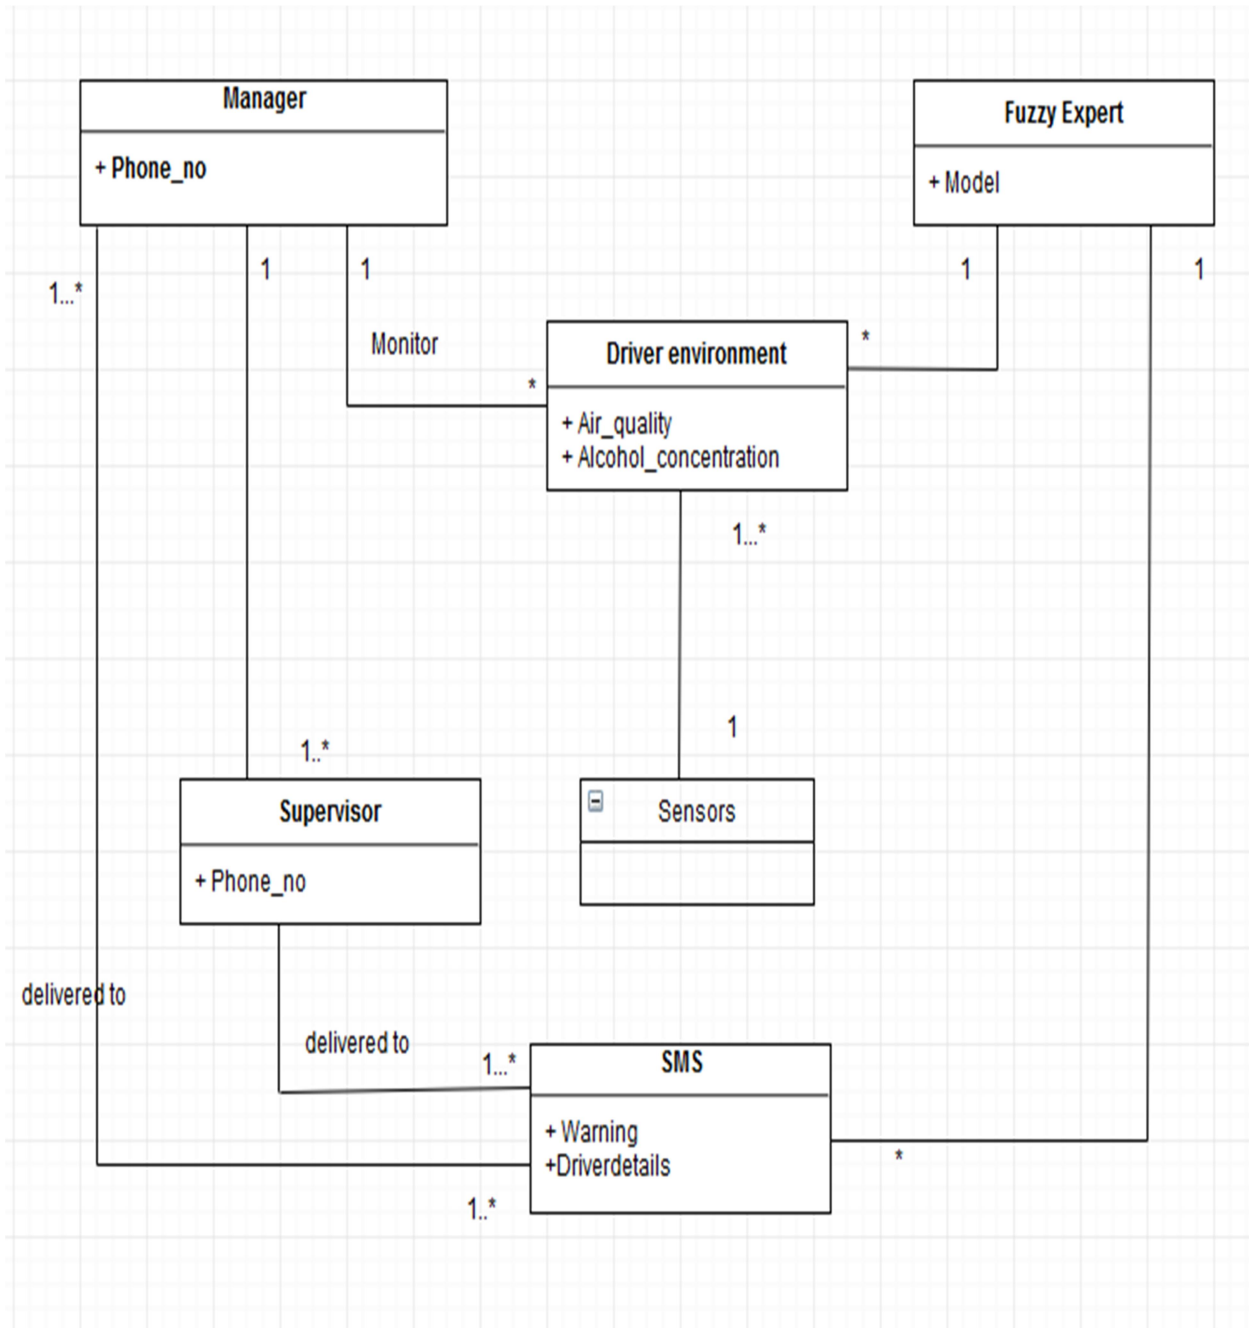 Manager
+ Phone_no
Fuzzy Expert
+ Model
1...*
1
1
1
1
Monitor
*
Driver environment
*
+ Air_quality
+ Alcohol_concentration
1...*
1
1..*
Supervisor
+ Phone_no
Sensors
delivered to
delivered to
1...*
SMS
+ Warning
+Driverdetails
*
1..*